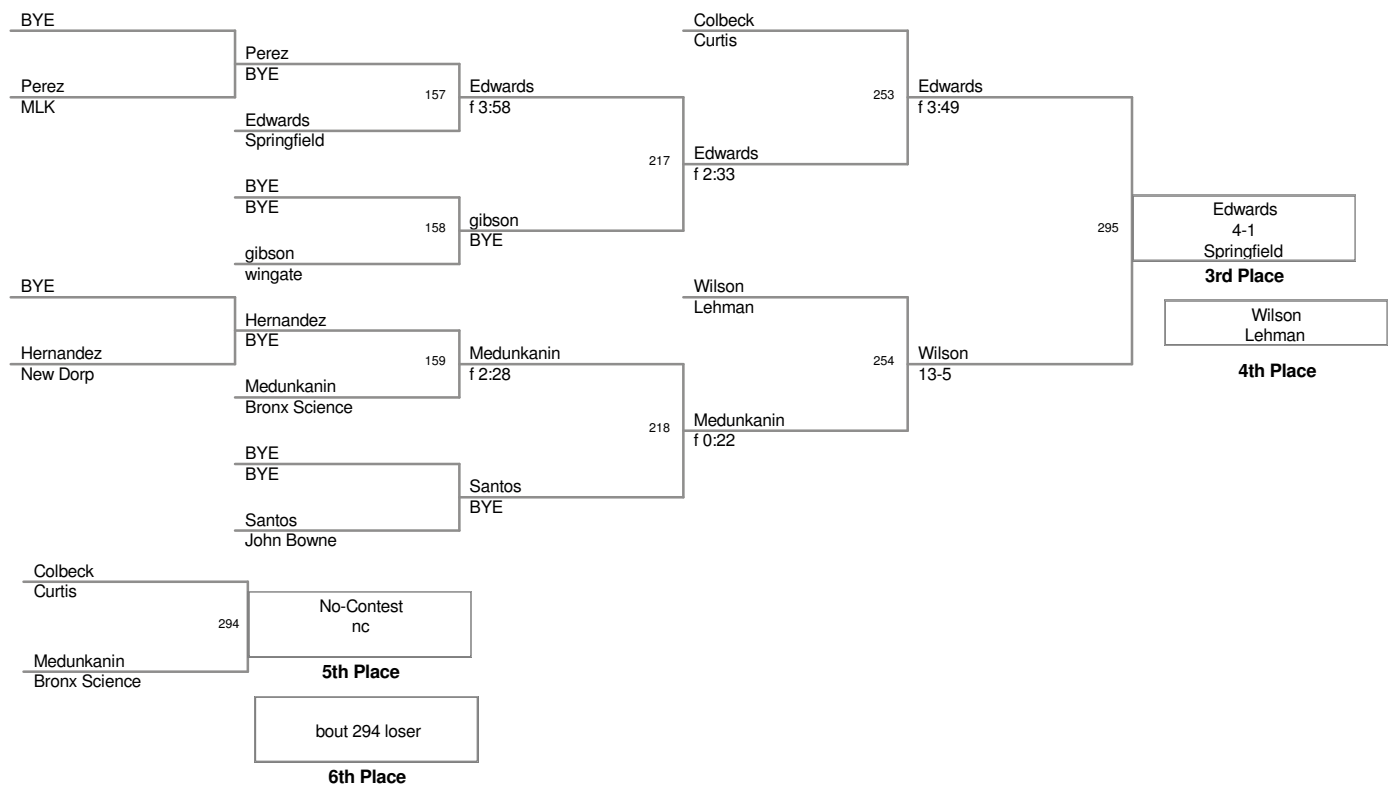 BYE
Perez
MLK
Perez
BYE
157
Edwards
Springfield
Edwards
f 3:58
BYE
BYE
158
gibson
wingate
gibson
BYE
217
Edwards
f 2:33
Colbeck
Curtis
253
Edwards
f 3:49
BYE
Hernandez
New Dorp
Hernandez
BYE
159
Medunkanin
Bronx Science
Medunkanin
f 2:28
BYE
BYE
Santos
John Bowne
Santos
BYE
218
Medunkanin
f 0:22
Wilson
Lehman
254
Wilson
13-5
295
Edwards
4-1
Springfield
3rd Place
Wilson
Lehman
4th Place
Colbeck
Curtis
294
Medunkanin
Bronx Science
No-Contest
nc
5th Place
bout 294 loser
6th Place